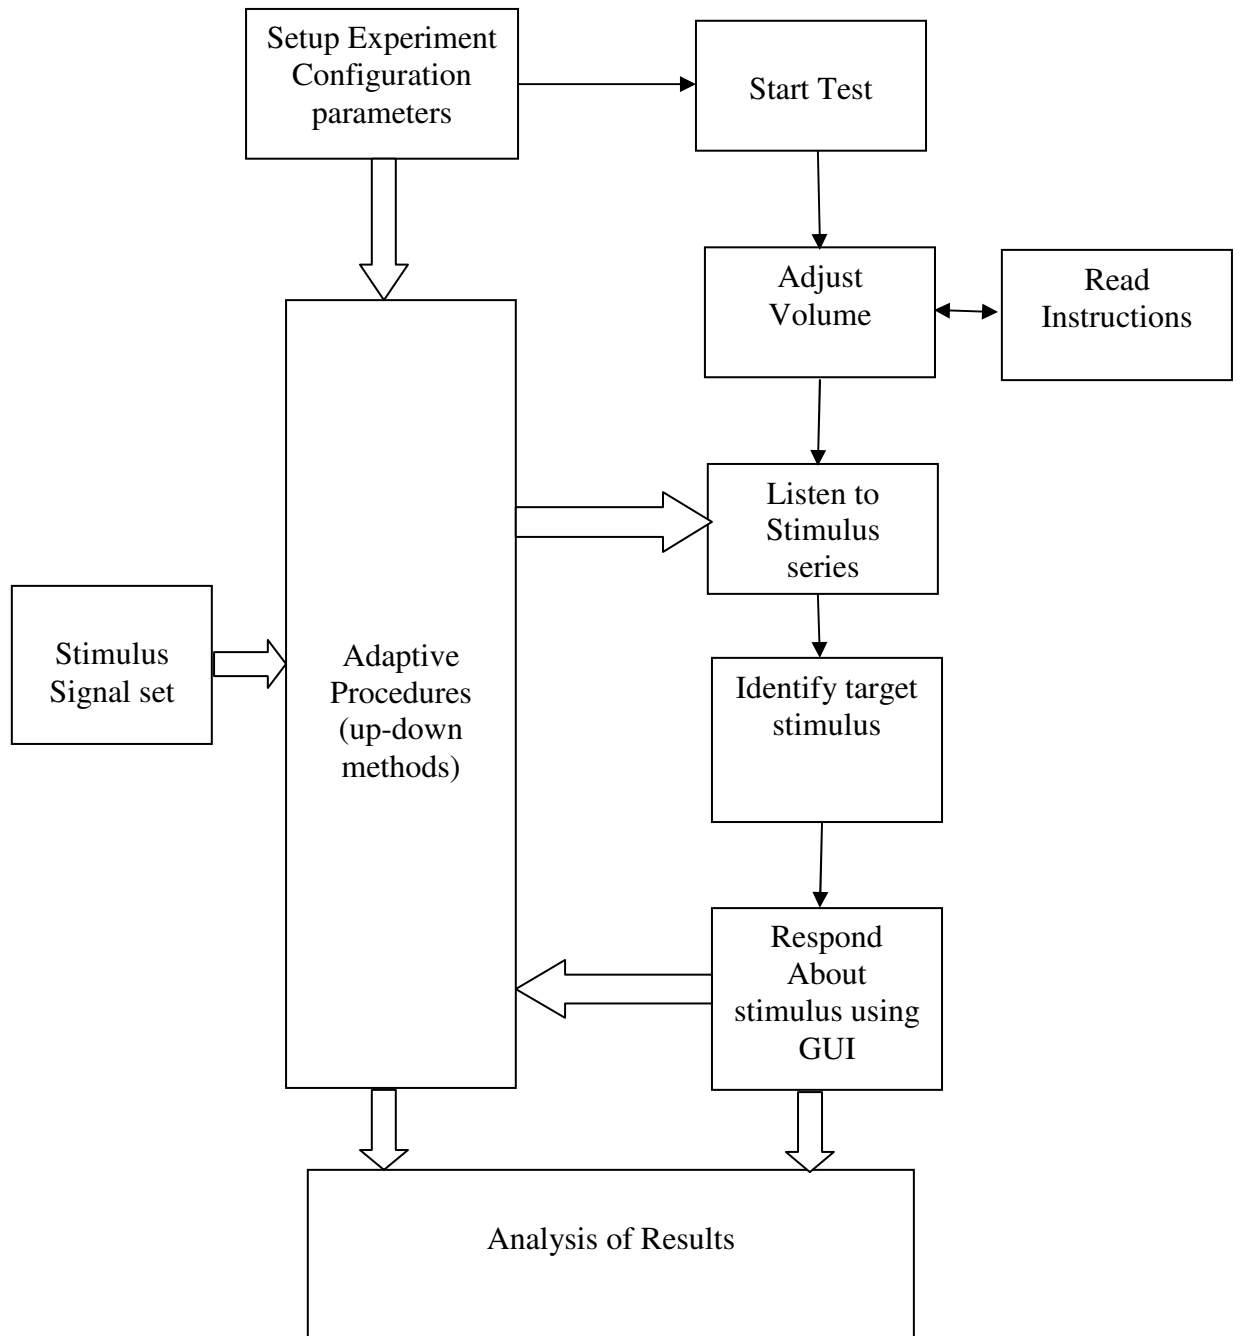 Setup Experiment
Configuration
parameters
Start Test
Adjust
Volume
Read
Instructions
Listen to
Stimulus
series
Stimulus
Signal set
Adaptive
Procedures
(up-down
methods)
Identify target
stimulus
Respond
About
stimulus using
GUI
Analysis of Results